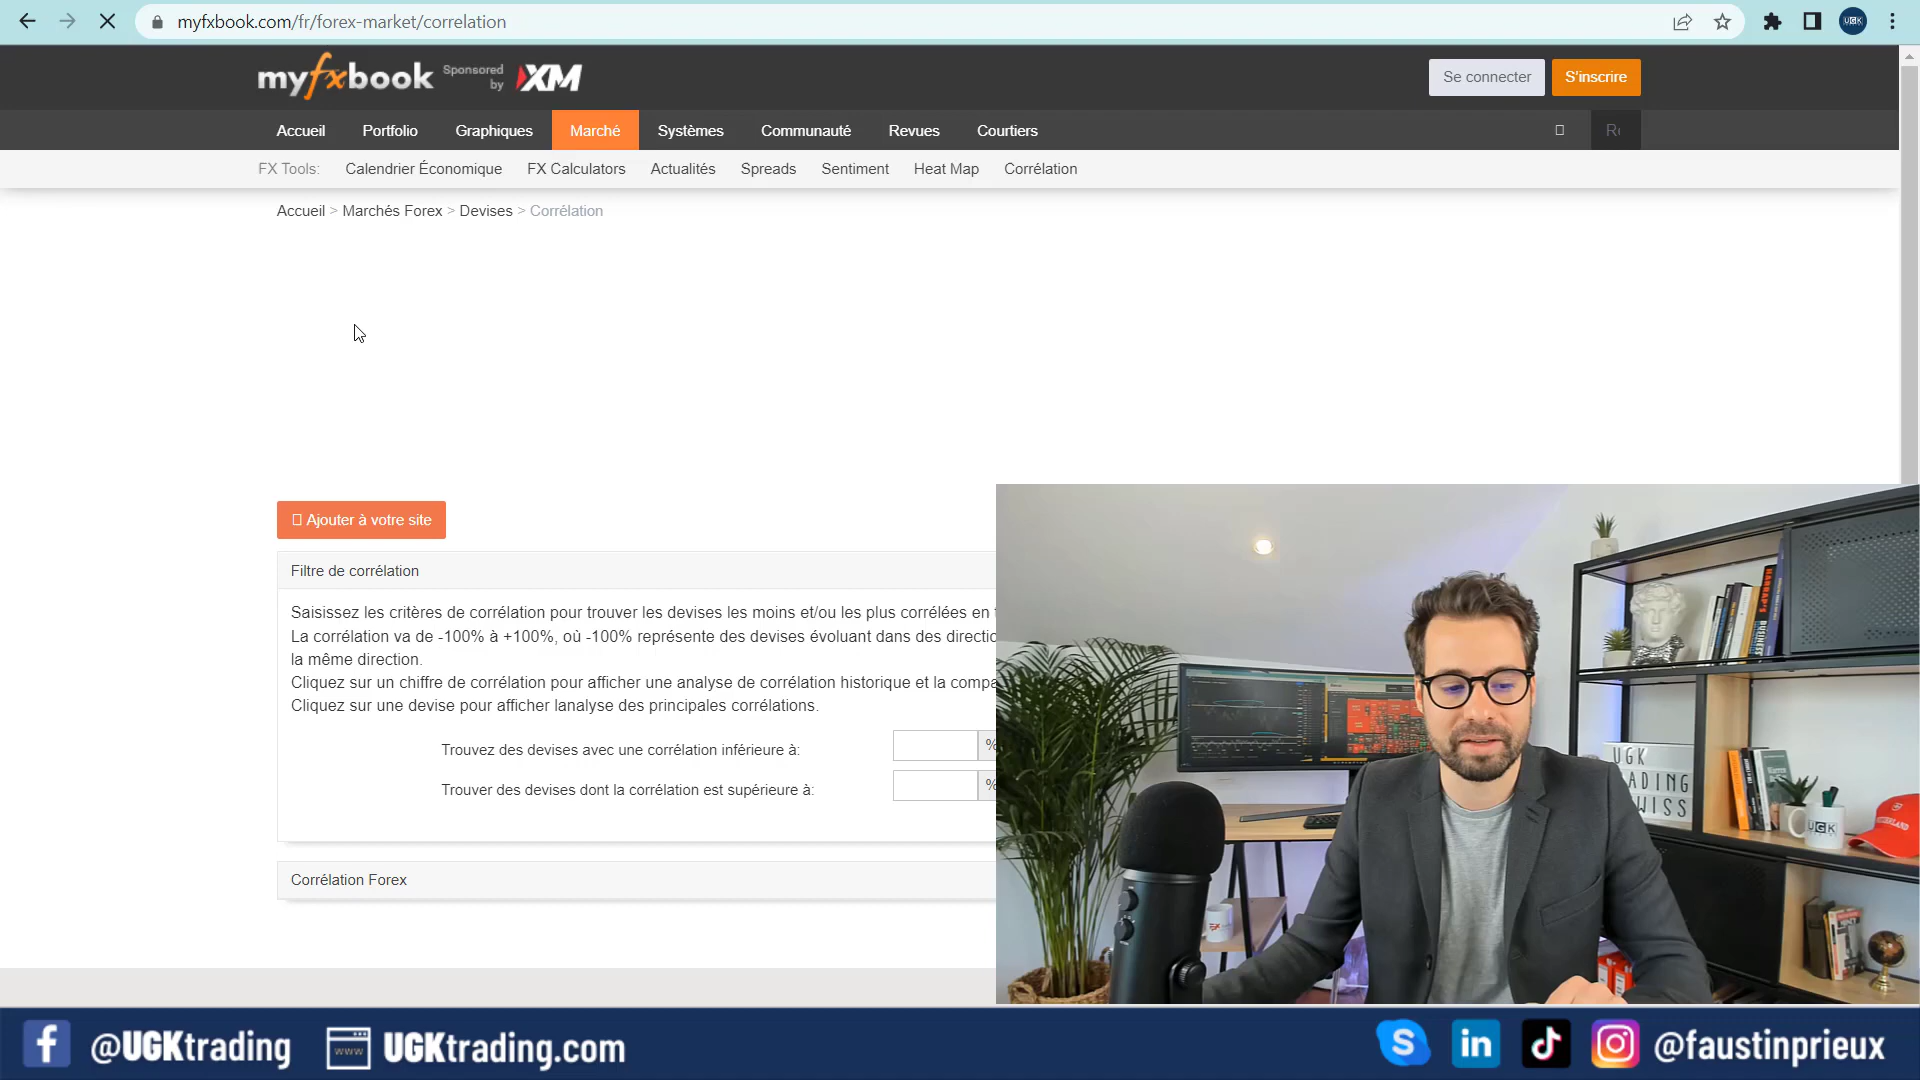 myfxbook.com/fr/forex-market/correlation
UGK
myfxbook Sponsored by XM
Se connecter
S'inscrire
Accueil Portfolio Graphiques Marché Systèmes Communauté Revues Courtiers
FX Tools: Calendrier Économique FX Calculators Actualités Spreads Sentiment Heat Map Corrélation
Accueil > Marchés Forex > Devises > Corrélation
Ajouter à votre site
Filtre de corrélation
Saisissez les critères de corrélation pour trouver les devises les moins et/ou les plus corrélées en
La corrélation va de -100% à +100%, où -100% représente des devises évoluant dans des directio
la même direction.
Cliquez sur un chiffre de corrélation pour afficher une analyse de corrélation historique et la compa
Cliquez sur une devise pour afficher lanalyse des principales corrélations.
Trouvez des devises avec une corrélation inférieure à: %
Trouver des devises dont la corrélation est supérieure à: %
Corrélation Forex
UGK
ADING
WISS
UGK
@UGKtrading
www UGKtrading.com
@faustinprieux